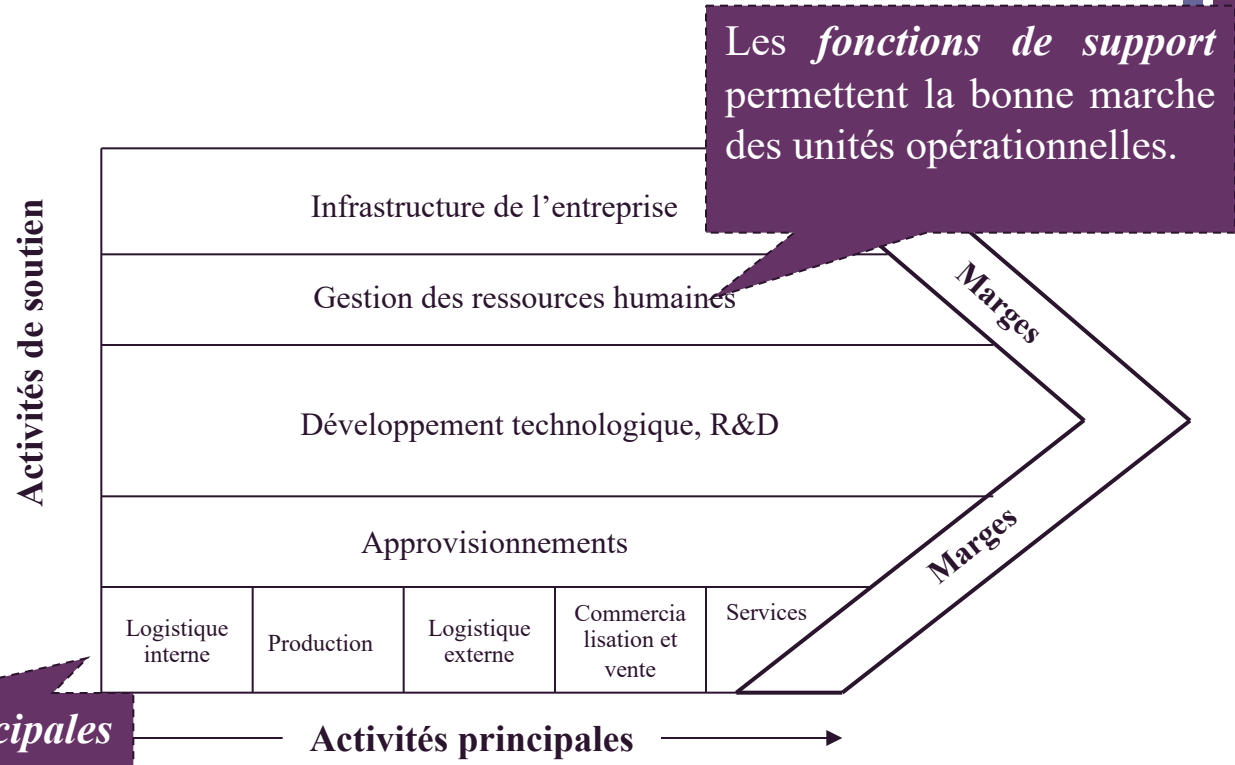 Les fonctions de support
permettent la bonne marche
des unités opérationnelles.
Activités de soutien
Infrastructure de l’entreprise
Gestion des ressources humaines
Développement technologique, R&D
Approvisionnements
Marges
Marges
Logistique
interne
Production
Logistique
externe
Commercia
lisation et
vente
Services
Activités principales